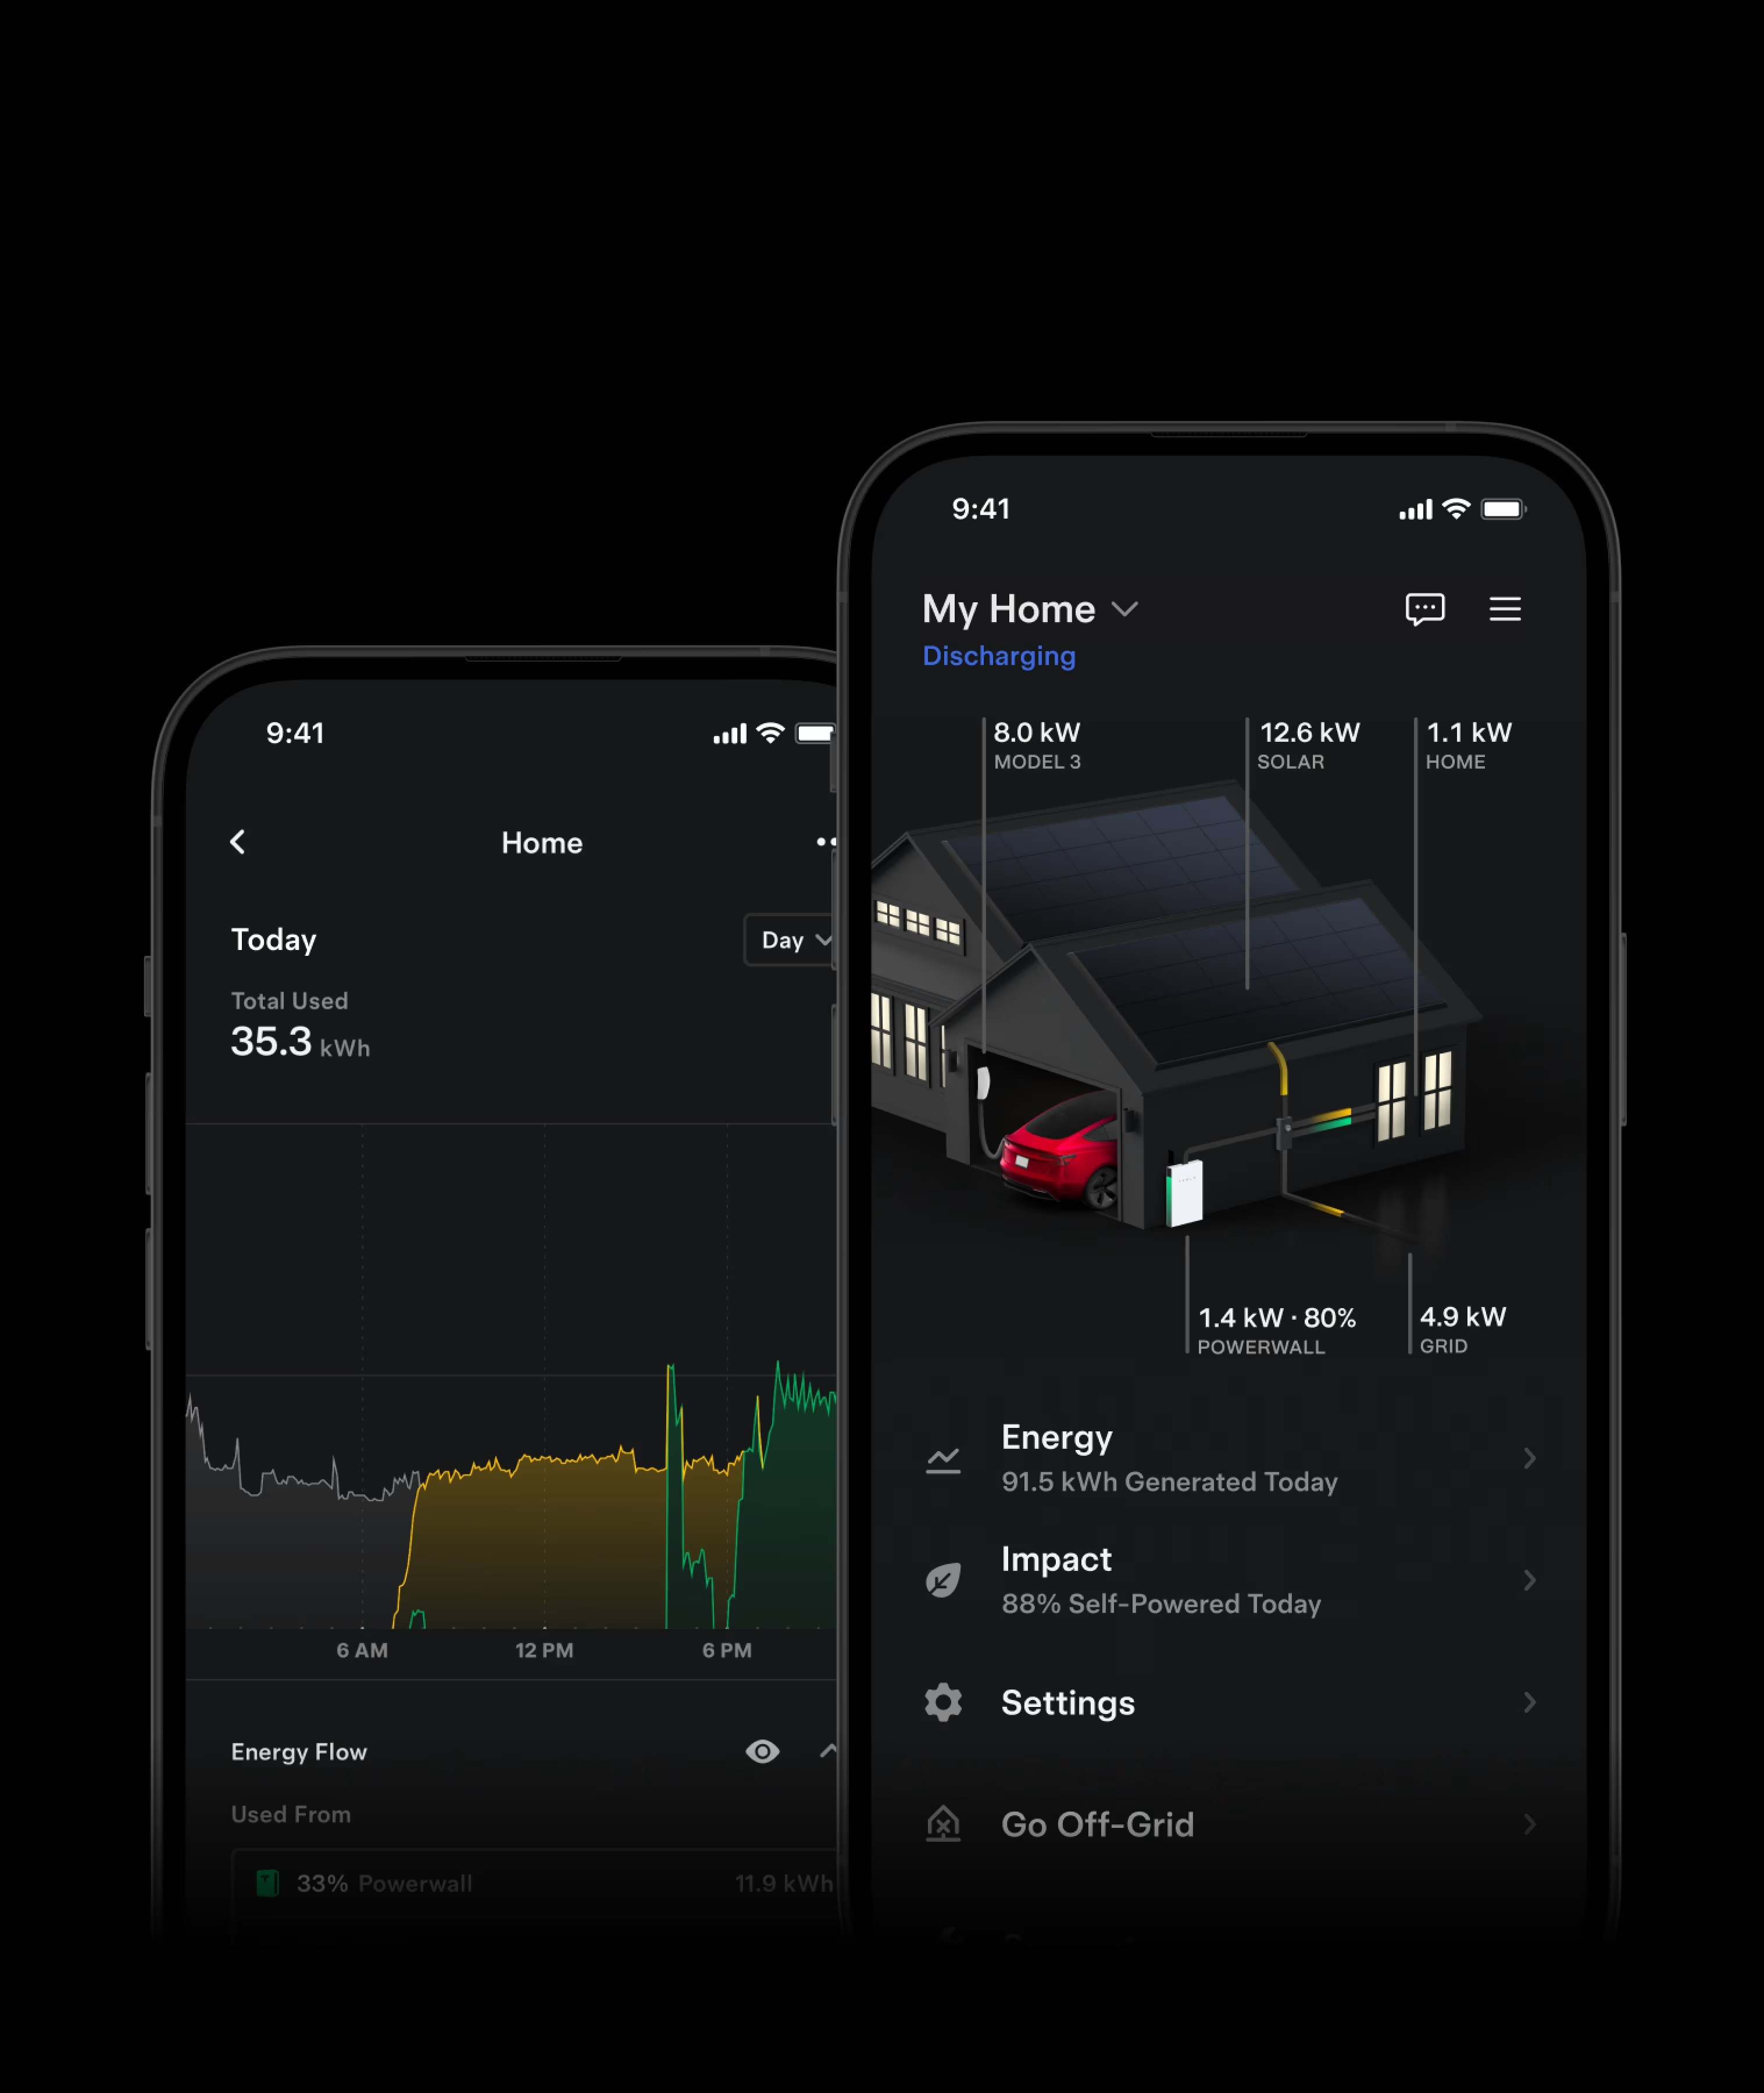 9:41
Home
Today
Day
Total Used
35.3 kWh
6 AM
12 PM
6 PM
Energy Flow
Used From
33% Powerwall
11.9 kWh
9:41
My Home
Discharging
8.0 kW
MODEL 3
12.6 kW
SOLAR
1.1 kW
HOME
1.4 kW · 80%
POWERWALL
4.9 kW
GRID
Energy
91.5 kWh Generated Today
Impact
88% Self-Powered Today
Settings
Go Off-Grid